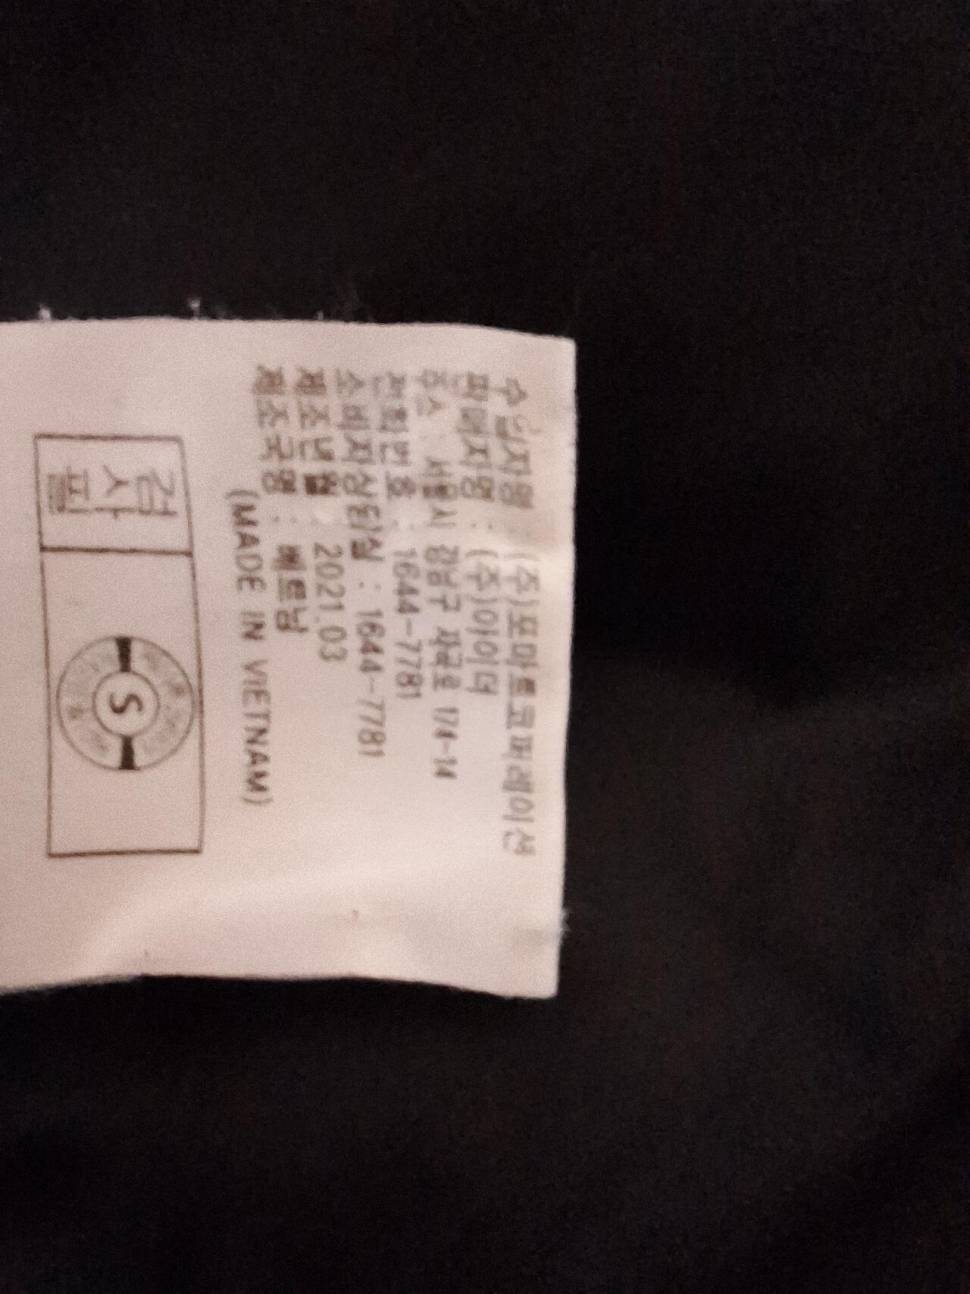 수입자명 : (주)포마트코퍼레이션
판매자명 : (주)아이더
주소 : 서울시 강남구 자곡로 174-14
전화번호 : 1644-7781
소비자상담실 : 1644-7781
제조년월 : 2021.03
제조국명 : 베트남
(MADE IN VIETNAM)
검사필
S